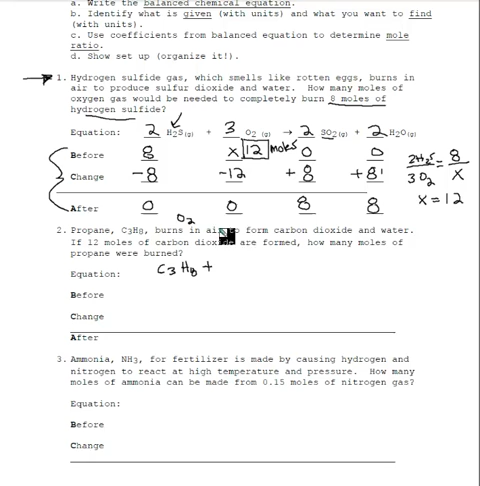 a. Write the balanced chemical equation.
b. Identify what is given (with units) and what you want to find
(with units).
c. Use coefficients from balanced equation to determine mole
ratio.
d. Show set up (organize it!).
1. Hydrogen sulfide gas, which smells like rotten eggs, burns in
air to produce sulfur dioxide and water. How many moles of
oxygen gas would be needed to completely burn 8 moles of
hydrogen sulfide?
Equation: 2 H2S(g) + 3 O2 (g) → 2 SO2(g) + 2 H2O(g)
Before 8 x 12 moles 0 0
Change -8 -12 +8 +8
After 0 0 8 8
2H2S/3O2 = 8/x
x=12
O2
2. Propane, C3H8, burns in air to form carbon dioxide and water.
If 12 moles of carbon dioxide are formed, how many moles of
propane were burned?
C3H8 +
Equation:
Before
Change
After
3. Ammonia, NH3, for fertilizer is made by causing hydrogen and
nitrogen to react at high temperature and pressure. How many
moles of ammonia can be made from 0.15 moles of nitrogen gas?
Equation:
Before
Change